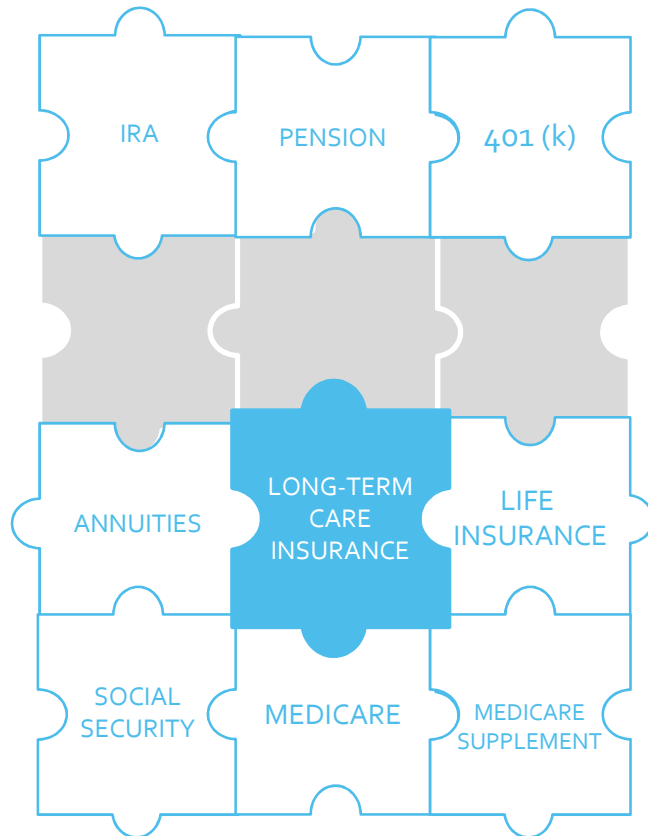 IRA
PENSION
401 (k)
ANNUITIES
LONG-TERM
CARE
INSURANCE
LIFE
INSURANCE
SOCIAL
SECURITY
MEDICARE
MEDICARE
SUPPLEMENT